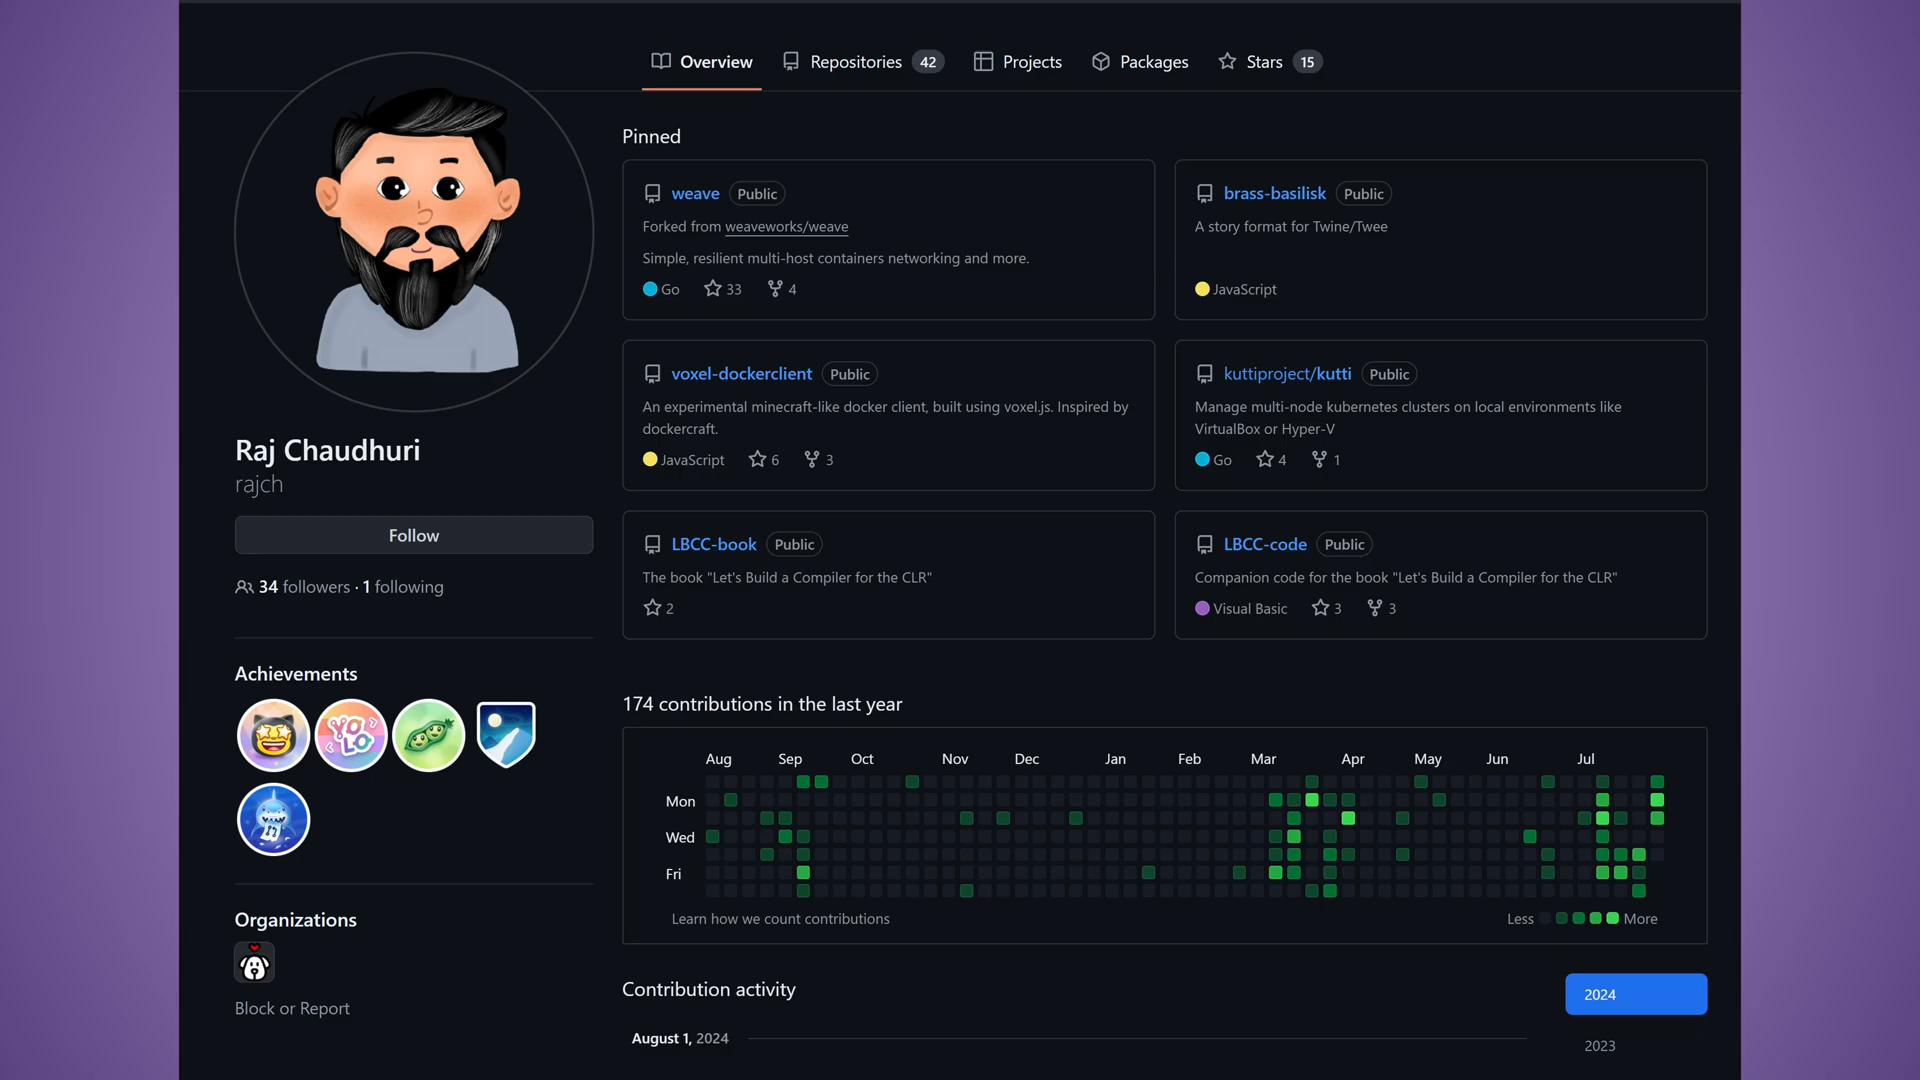 Overview Repositories 42 Projects Packages Stars 15
Pinned
weave Public
Forked from weaveworks/weave
Simple, resilient multi-host containers networking and more.
Go 33 4
brass-basilisk Public
A story format for Twine/Twee
JavaScript
voxel-dockerclient Public
An experimental minecraft-like docker client, built using voxel.js. Inspired by
dockercraft.
JavaScript 6 3
kuttiproject/kutti Public
Manage multi-node kubernetes clusters on local environments like
VirtualBox or Hyper-V
Go 4 1
LBCC-book Public
The book "Let's Build a Compiler for the CLR"
2
LBCC-code Public
Companion code for the book "Let's Build a Compiler for the CLR"
Visual Basic 3 3
Raj Chaudhuri
rajch
Follow
34 followers · 1 following
Achievements
YOLO
Organizations
Block or Report
174 contributions in the last year
Aug Sep Oct Nov Dec Jan Feb Mar Apr May Jun Jul
Mon
Wed
Fri
Learn how we count contributions
Less More
Contribution activity
2024
August 1, 2024
2023